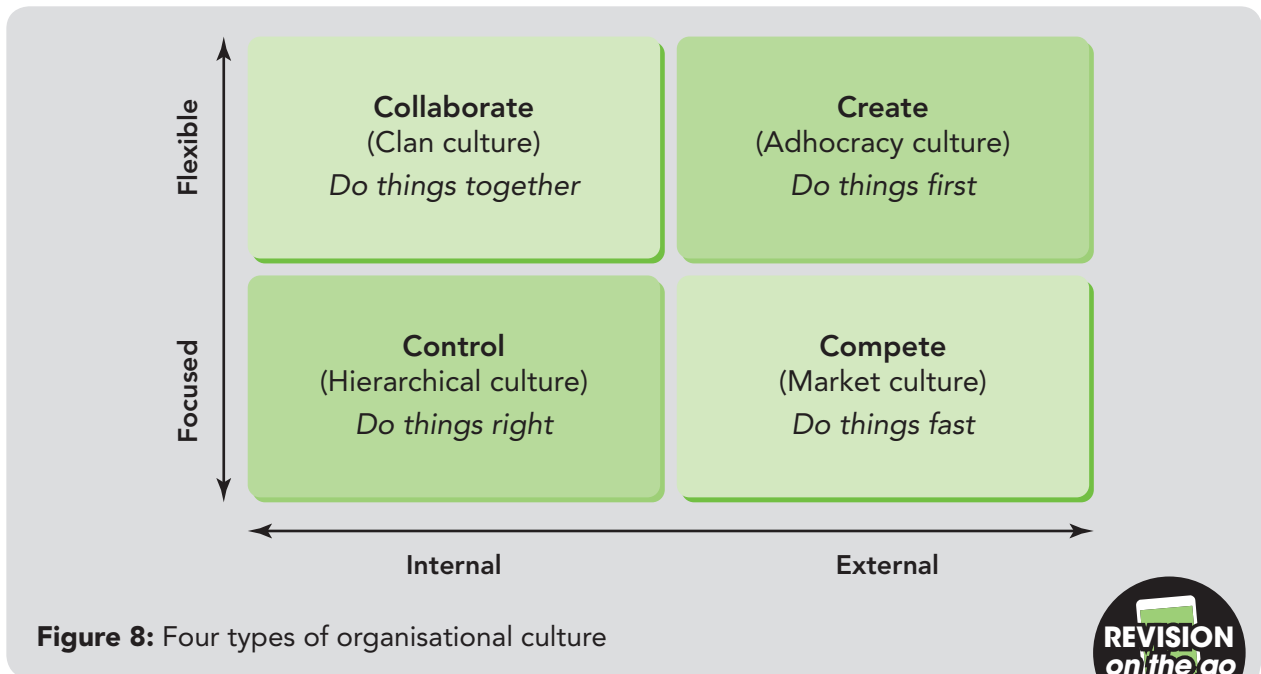 Flexible
Collaborate
(Clan culture)
Do things together
Create
(Adhocracy culture)
Do things first
Focused
Control
(Hierarchical culture)
Do things right
Compete
(Market culture)
Do things fast
Internal
External
Figure 8: Four types of organisational culture
REVISION
on the go